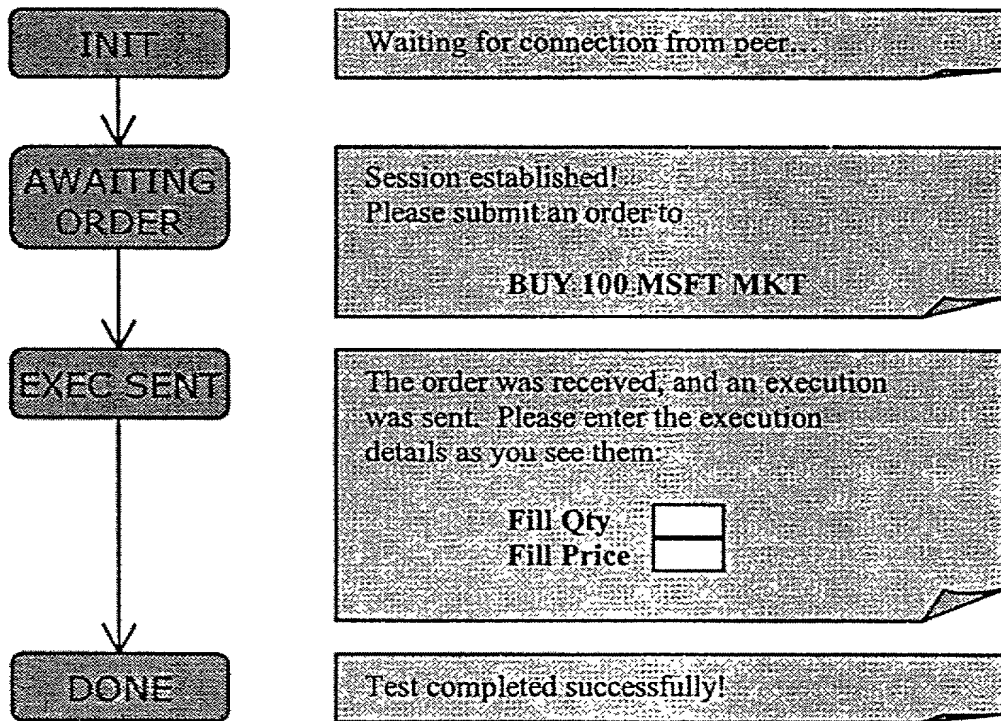 INIT
Waiting for connection from peer...
AWAITING
ORDER
Session established!
Please submit an order to
BUY 100 MSFT MKT
EXEC SENT
The order was received, and an execution
was sent. Please enter the execution
details as you see them:
Fill Qty
Fill Price
DONE
Test completed successfully!